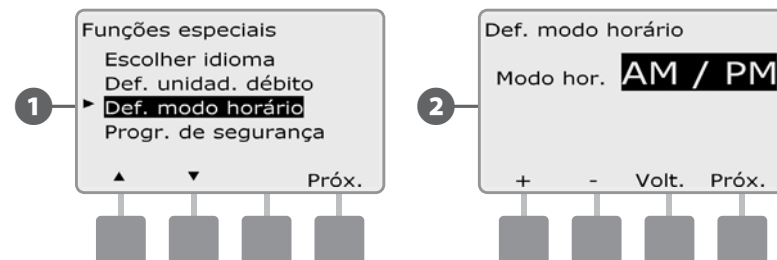 Funções especiais
Escolher idioma
Def. unidad. débito
Def. modo horário
Progr. de segurança
Próx.
1
Def. modo horário
Modo hor. AM / PM
+ - Volt. Próx.
2